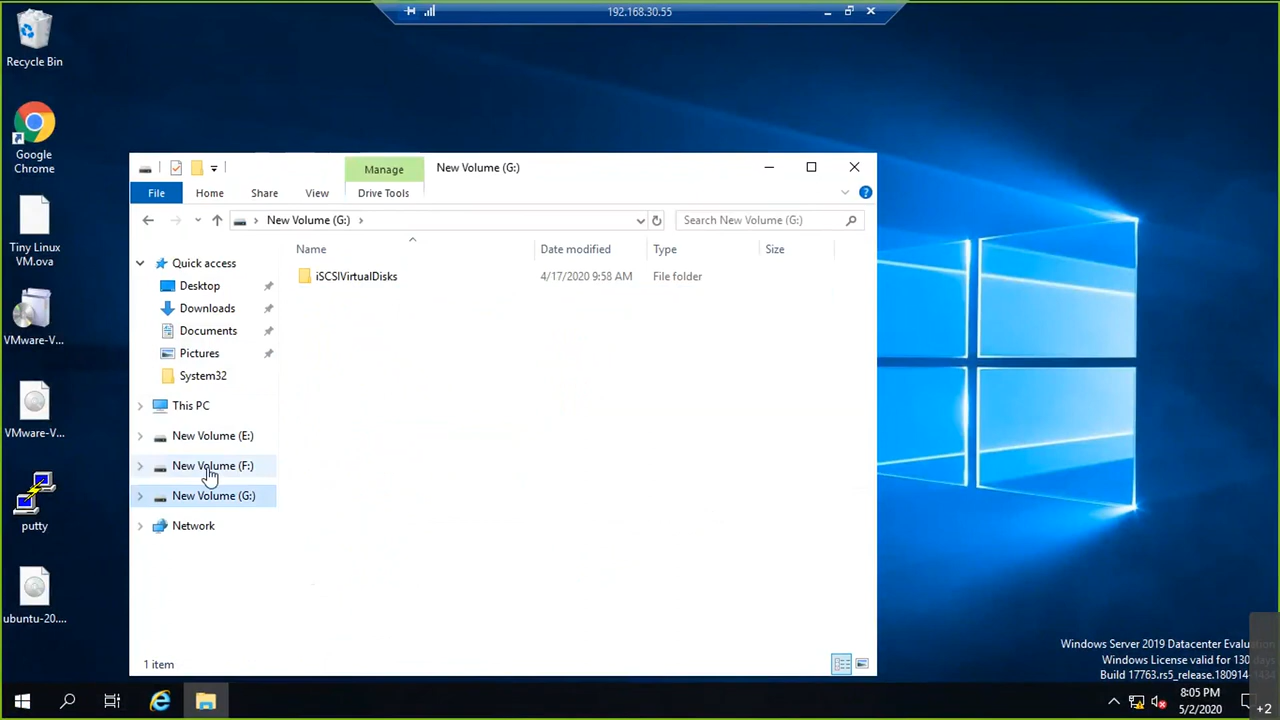 192.168.30.55
Recycle Bin
Google
Chrome
Tiny Linux
VM.ova
VMware-V...
VMware-V...
putty
ubuntu-20....
Manage
New Volume (G:)
File
Home
Share
View
Drive Tools
New Volume (G:)
Search New Volume (G:)
Name
Date modified
Type
Size
iSCSIVirtualDisks
4/17/2020 9:58 AM
File folder
Quick access
Desktop
Downloads
Documents
Pictures
System32
This PC
New Volume (E:)
New Volume (F:)
New Volume (G:)
Network
1 item
Windows Server 2019 Datacenter Evaluation
Windows License valid for 130 days
Build 17763.rs5_release.180914-1434
8:05 PM
5/2/2020
+2